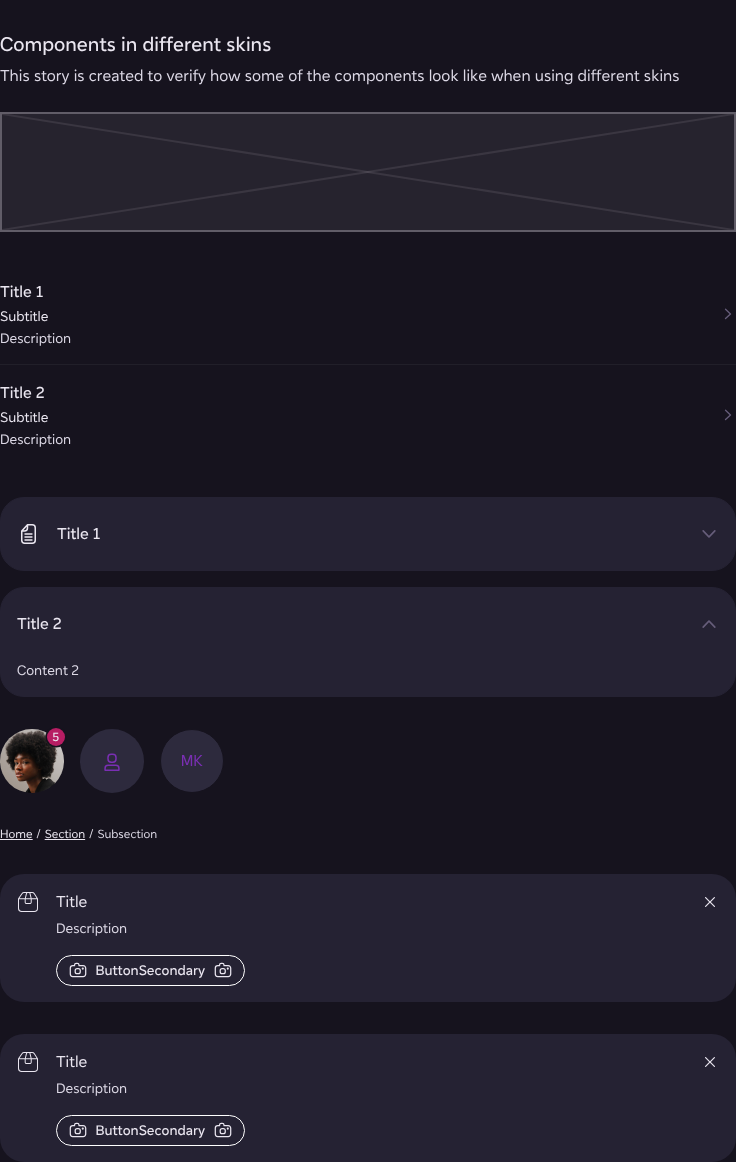 Components in different skins
This story is created to verify how some of the components look like when using different skins
Title 1
Subtitle
Description
Title 2
Subtitle
Description
Title 1
Title 2
Content 2
5
MK
Home / Section / Subsection
Title
Description
ButtonSecondary
Title
Description
ButtonSecondary